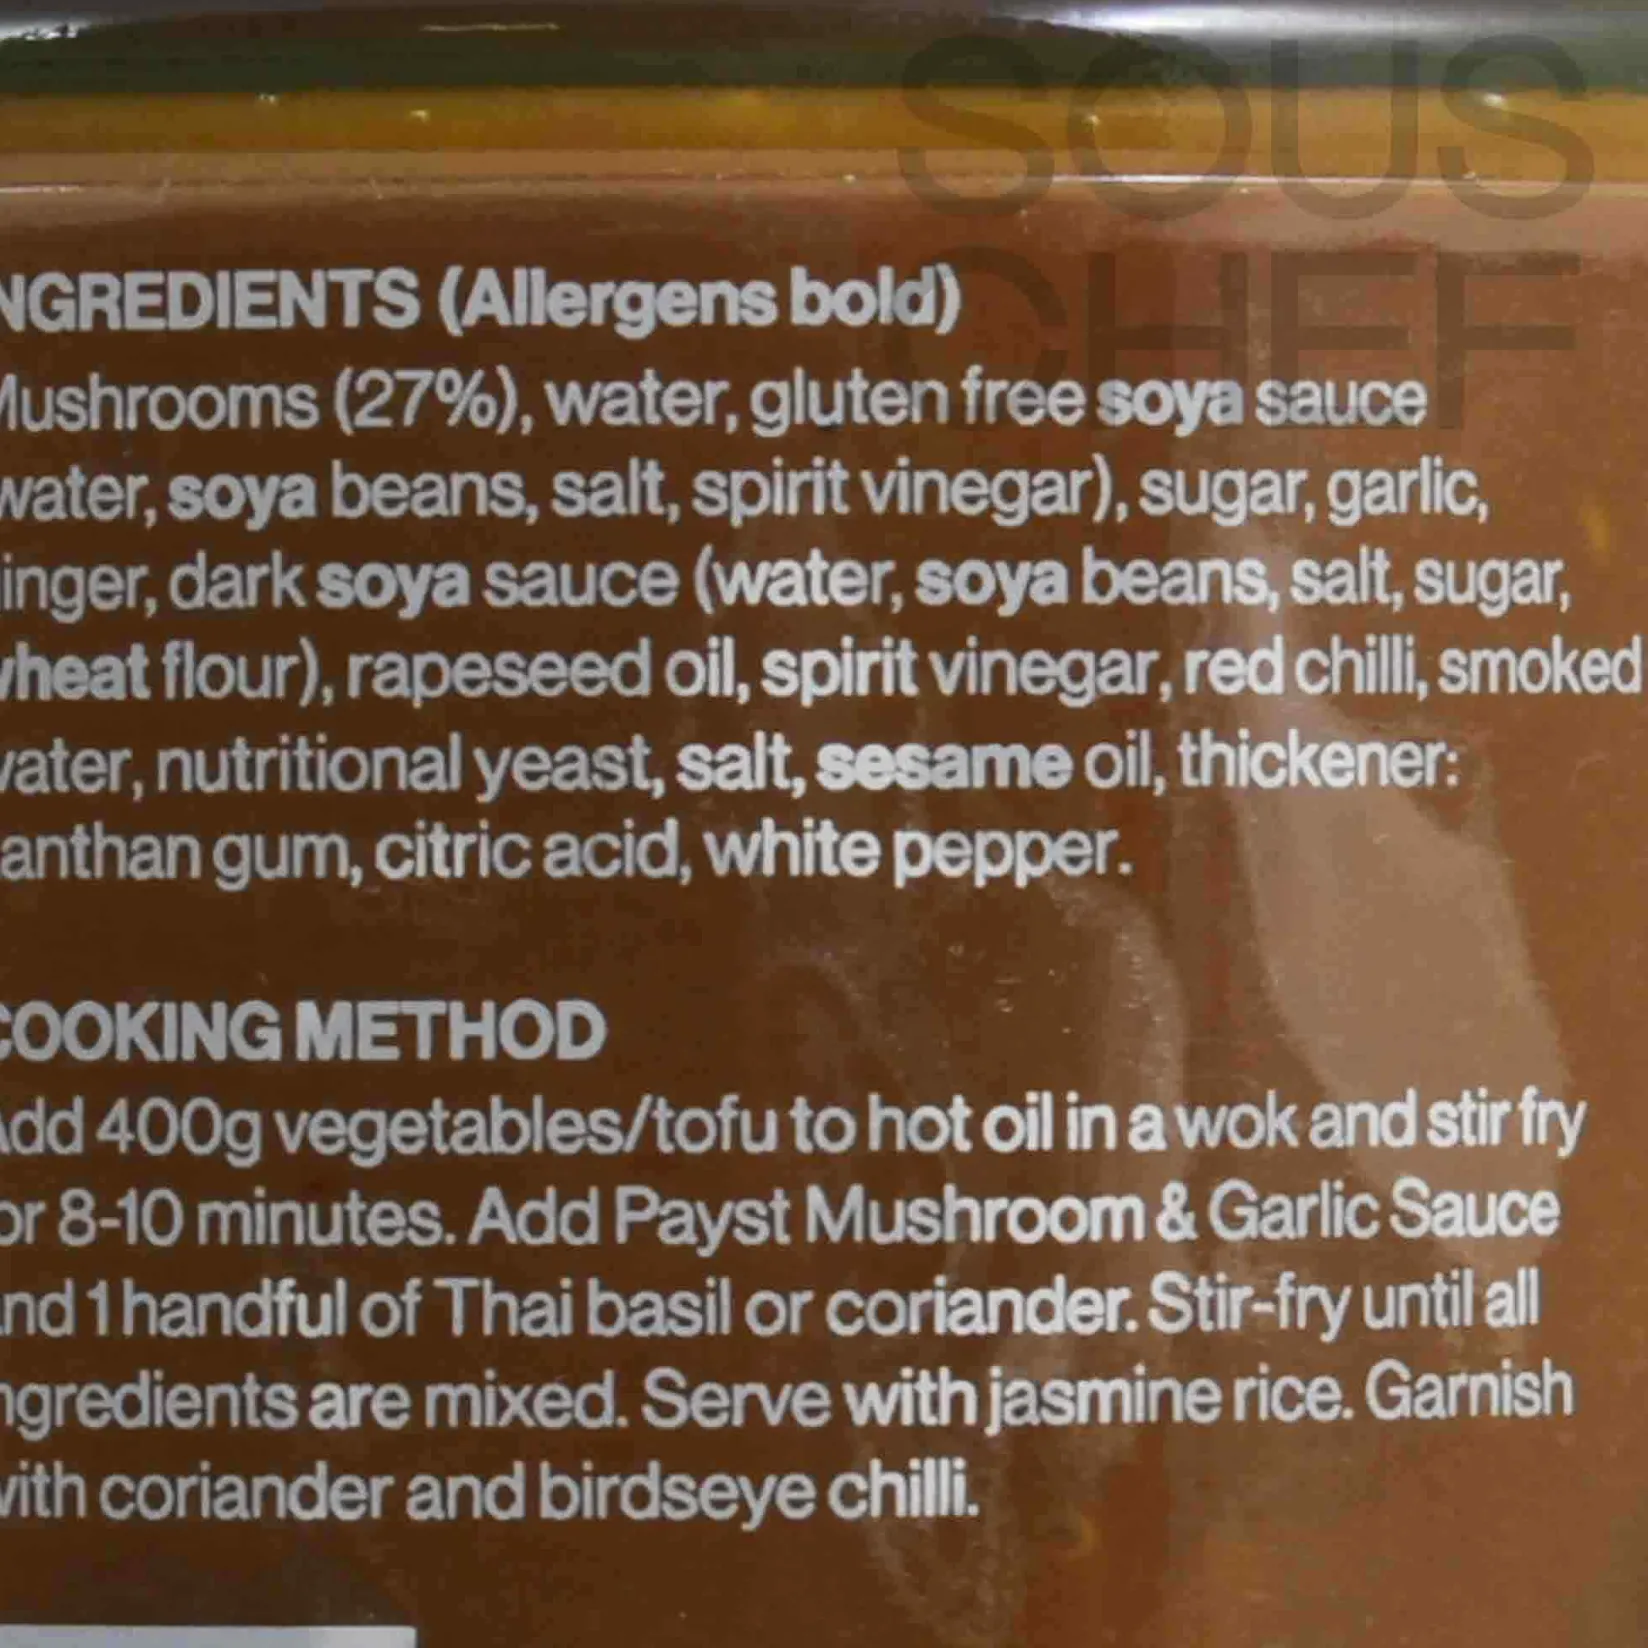 SOUS
CHEF
NGREDIENTS (Allergens bold)
Mushrooms (27%), water, gluten free soya sauce
water, soya beans, salt, spirit vinegar), sugar, garlic,
inger, dark soya sauce (water, soya beans, salt, sugar,
wheat flour), rapeseed oil, spirit vinegar, red chilli, smoked
water, nutritional yeast, salt, sesame oil, thickener:
anthan gum, citric acid, white pepper.
COOKING METHOD
Add 400g vegetables/tofu to hot oil in a wok and stir fry
or 8-10 minutes. Add Payst Mushroom & Garlic Sauce
nd 1 handful of Thai basil or coriander. Stir-fry until all
ngredients are mixed. Serve with jasmine rice. Garnish
with coriander and birdseye chilli.